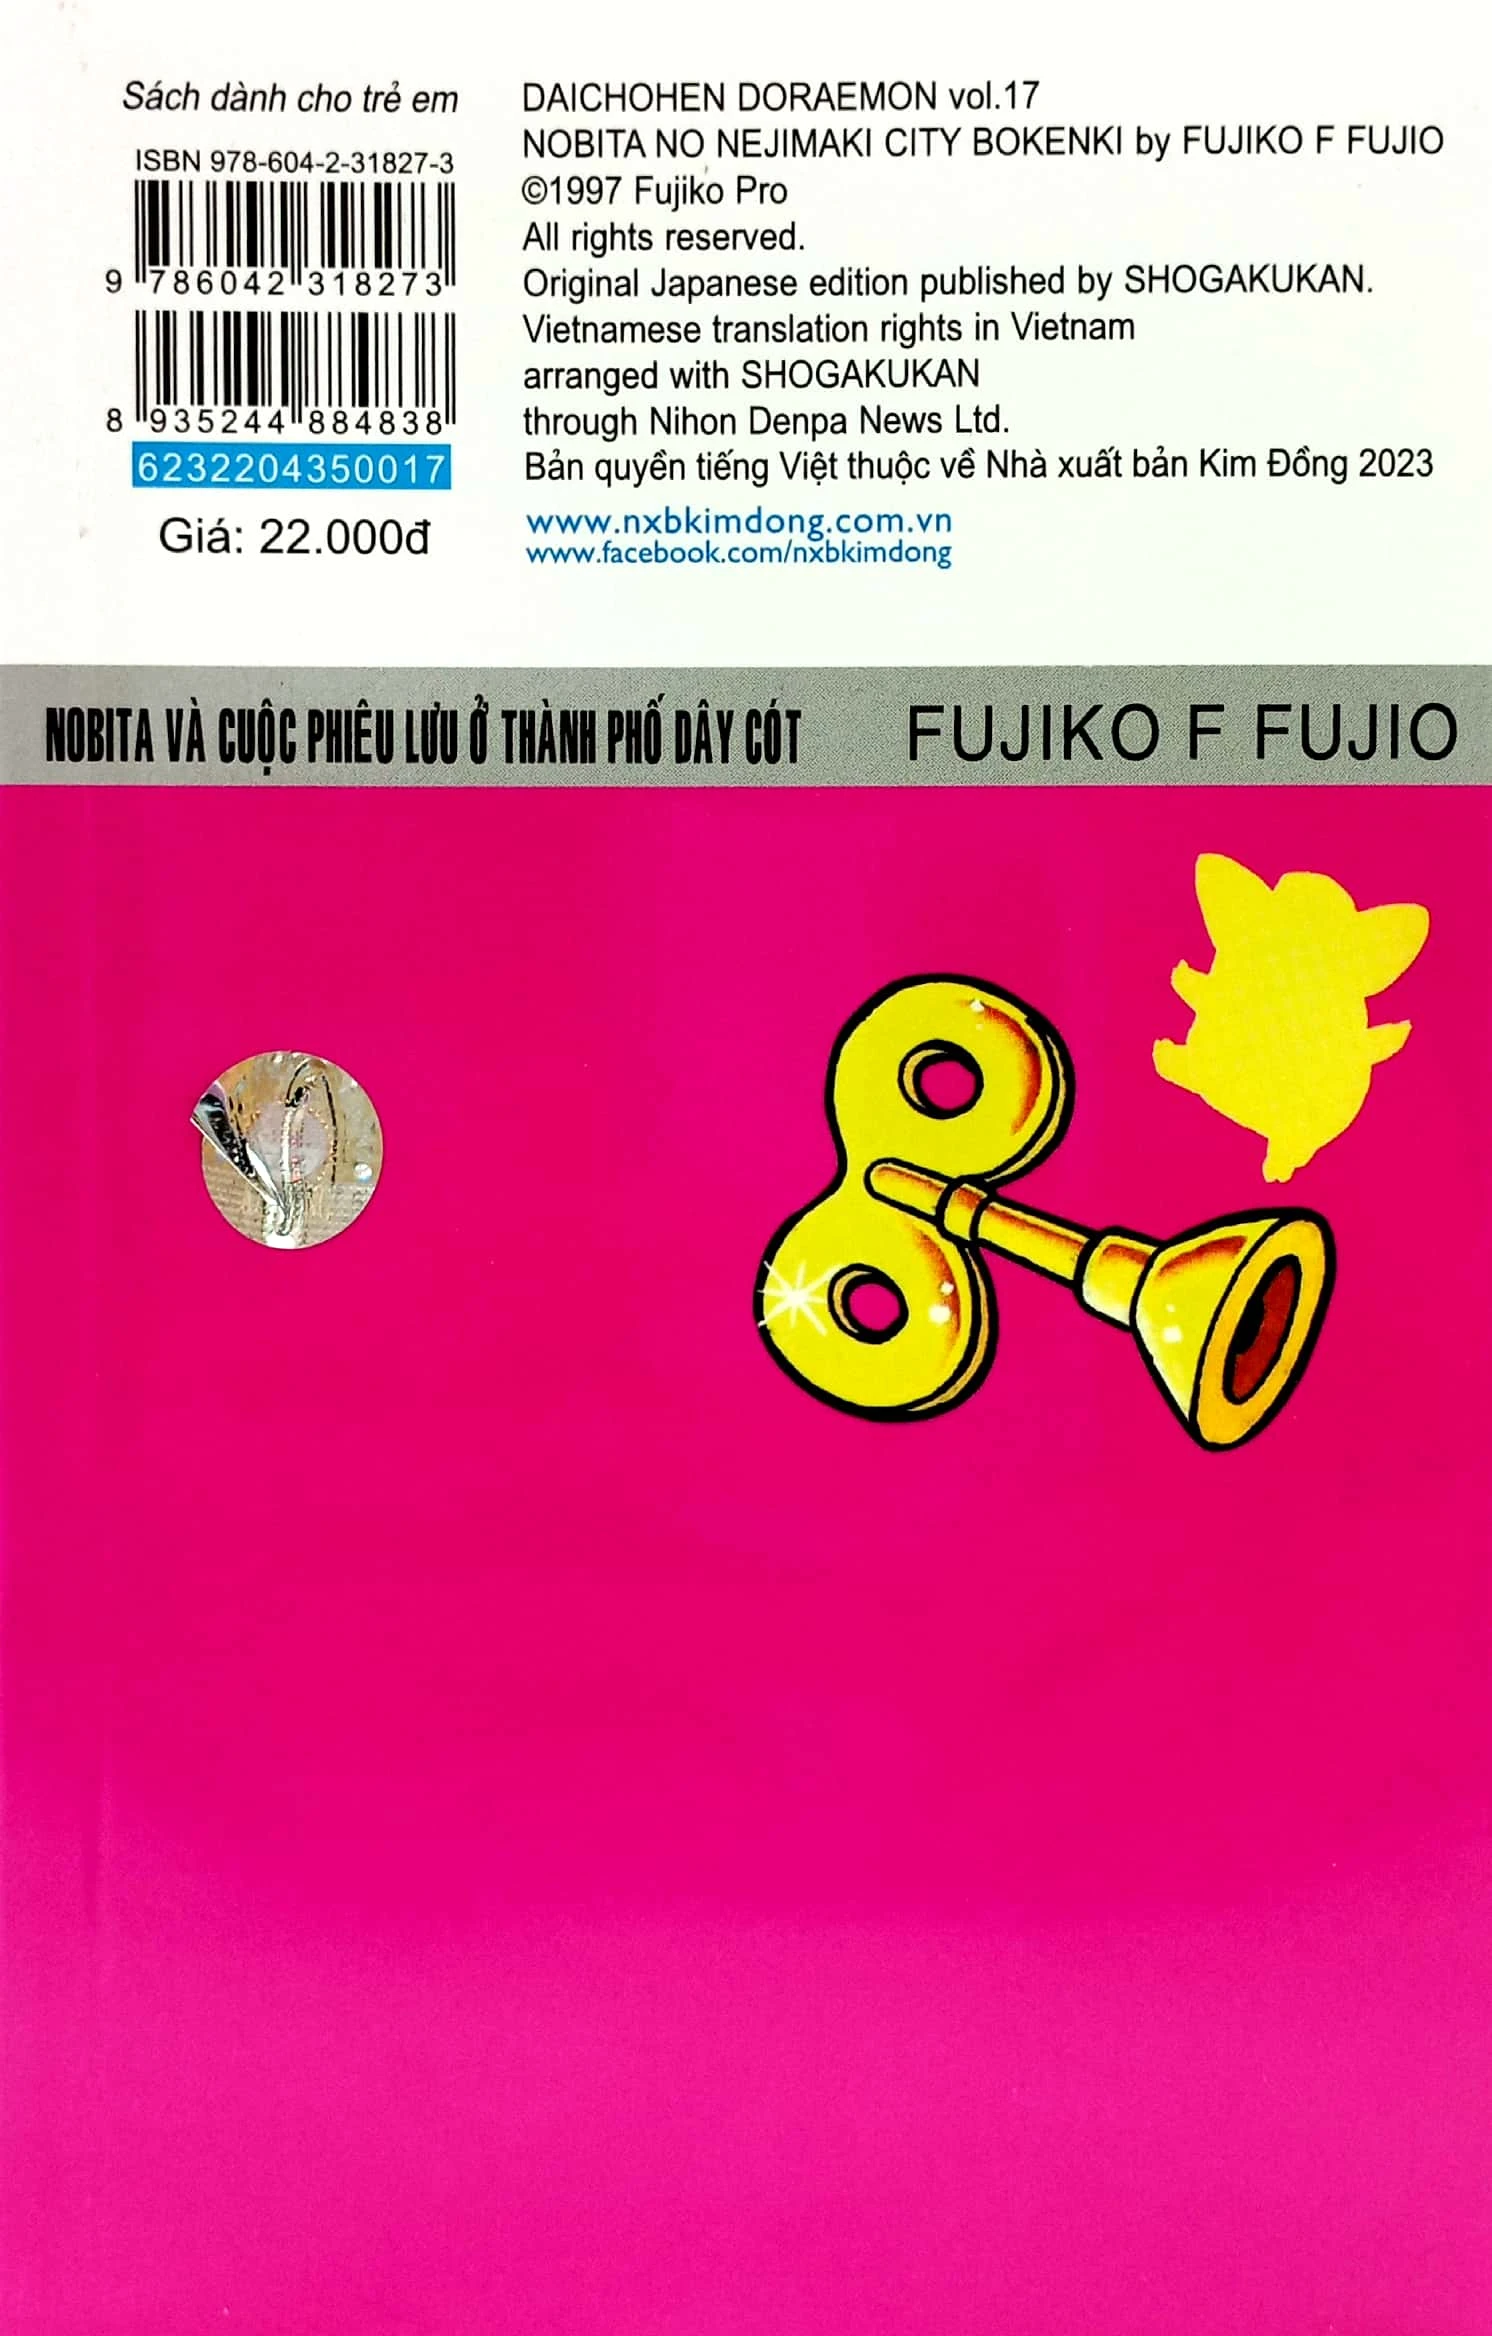 Sách dành cho trẻ em
ISBN 978-604-2-31827-3
9 786042 318273
8 935244 884838
6232204350017
Giá: 22.000đ
DAICHOHEN DORAEMON vol.17
NOBITA NO NEJIMAKI CITY BOKENKI by FUJIKO F FUJIO
©1997 Fujiko Pro
All rights reserved.
Original Japanese edition published by SHOGAKUKAN.
Vietnamese translation rights in Vietnam
arranged with SHOGAKUKAN
through Nihon Denpa News Ltd.
Bản quyền tiếng Việt thuộc về Nhà xuất bản Kim Đồng 2023
www.nxbkimdong.com.vn
www.facebook.com/nxbkimdong
NOBITA VÀ CUỘC PHIÊU LƯU Ở THÀNH PHỐ DÂY CÓT FUJIKO F FUJIO